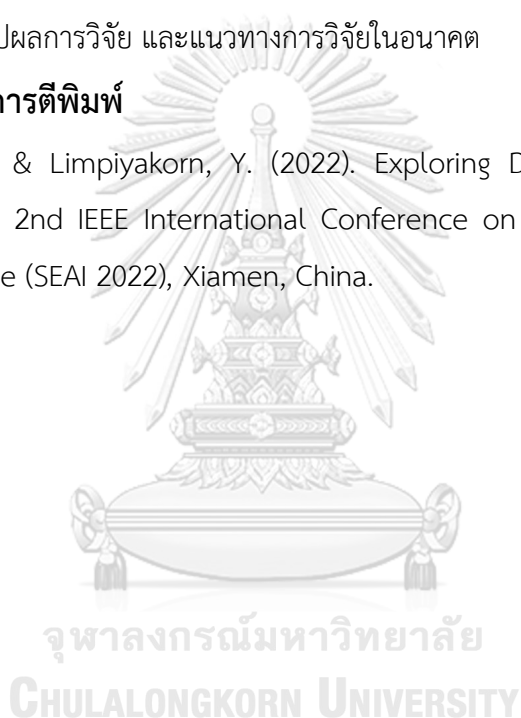 ปผลการวิจัย และแนวทางการวิจัยในอนาคต
การตีพิมพ์
& Limpiyakorn, Y. (2022). Exploring D
2nd IEEE International Conference on
e (SEAI 2022), Xiamen, China.
จุฬาลงกรณ์มหาวิทยาลัย
CHULALONGKORN UNIVERSITY